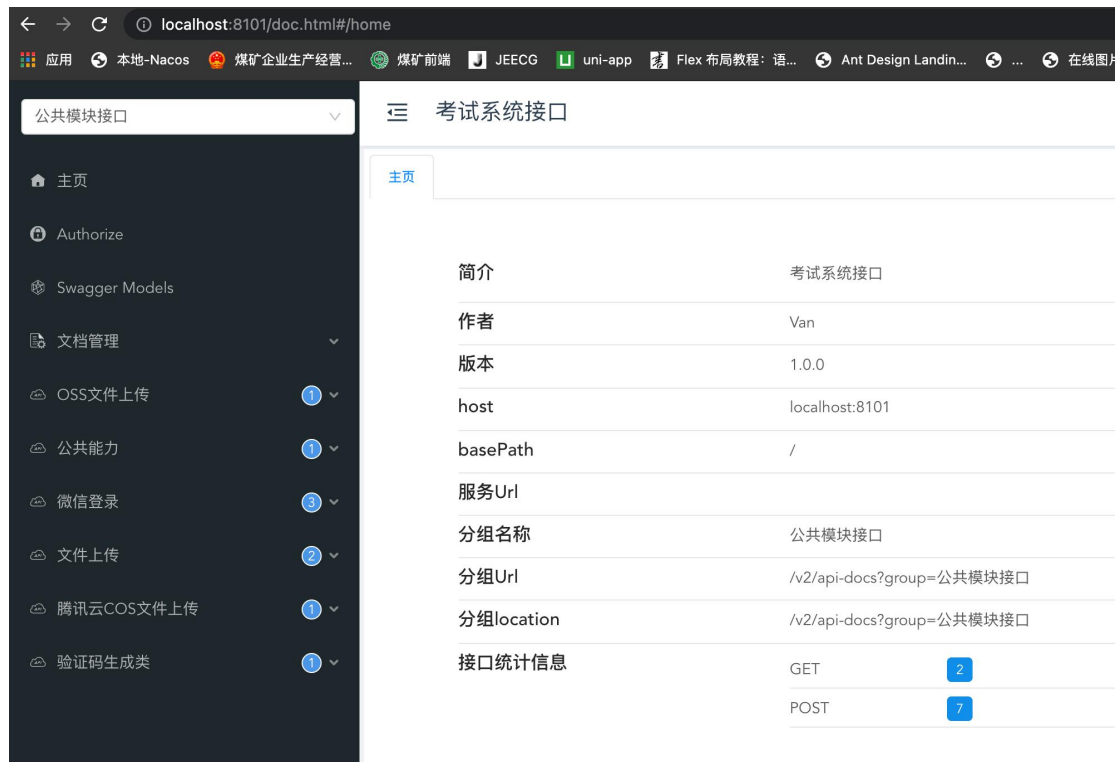 localhost:8101/doc.html#/home
应用 本地-Nacos 煤矿企业生产经营... 煤矿前端 JEECG uni-app Flex 布局教程：语... Ant Design Landin... ... 在线图片
公共模块接口
考试系统接口
主页
主页
Authorize
Swagger Models
文档管理
OSS文件上传 1
公共能力 1
微信登录 3
文件上传 2
腾讯云COS文件上传 1
验证码生成类 1
简介 考试系统接口
作者 Van
版本 1.0.0
host localhost:8101
basePath /
服务Url
分组名称 公共模块接口
分组Url /v2/api-docs?group=公共模块接口
分组location /v2/api-docs?group=公共模块接口
接口统计信息 GET 2
POST 7